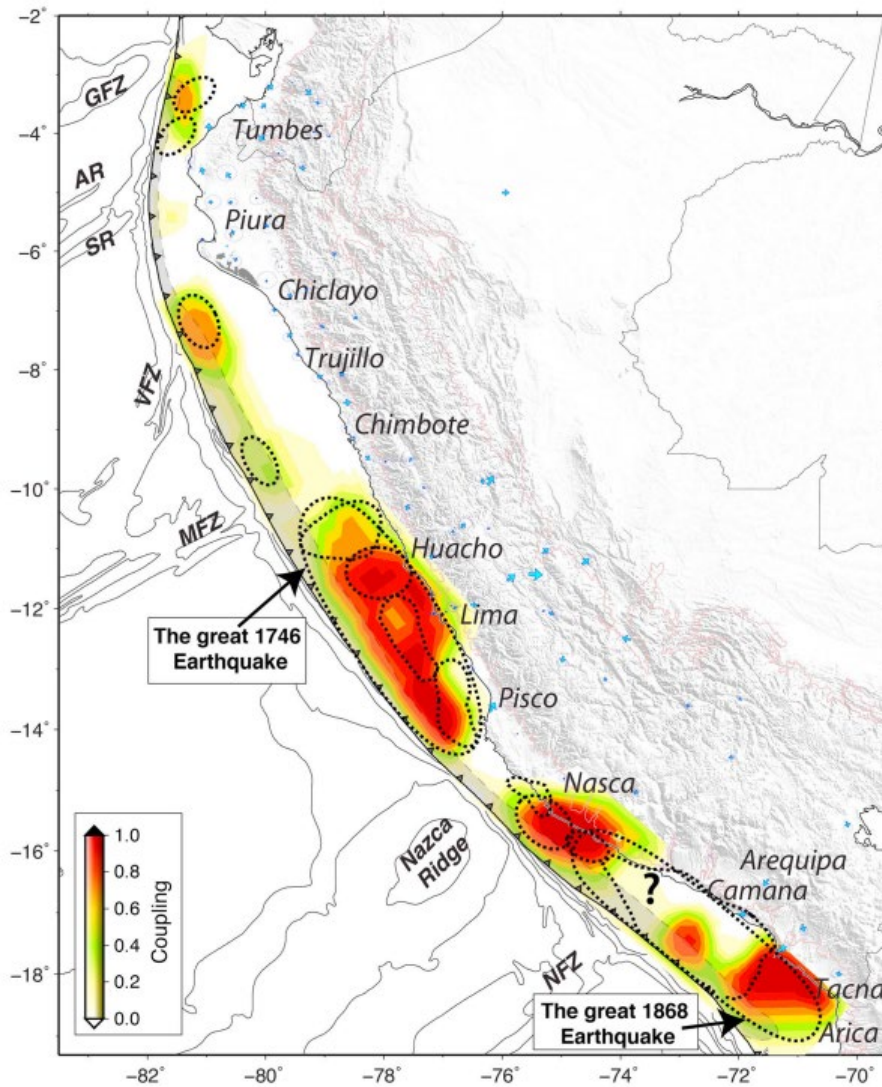 −2°
−4°
−6°
−8°
−10°
−12°
−14°
−16°
−18°
GFZ
AR
SR
VFZ
MFZ
NFZ
Tumbes
Piura
Chiclayo
Trujillo
Chimbote
Huacho
Lima
Pisco
Nasca
Arequipa
Camana
Tacna
Arica
The great 1746
Earthquake
Nazca
Ridge
?
The great 1868
Earthquake
1.0
0.8
0.6
0.4
0.2
0.0
Coupling
−82°
−80°
−78°
−76°
−74°
−72°
−70°